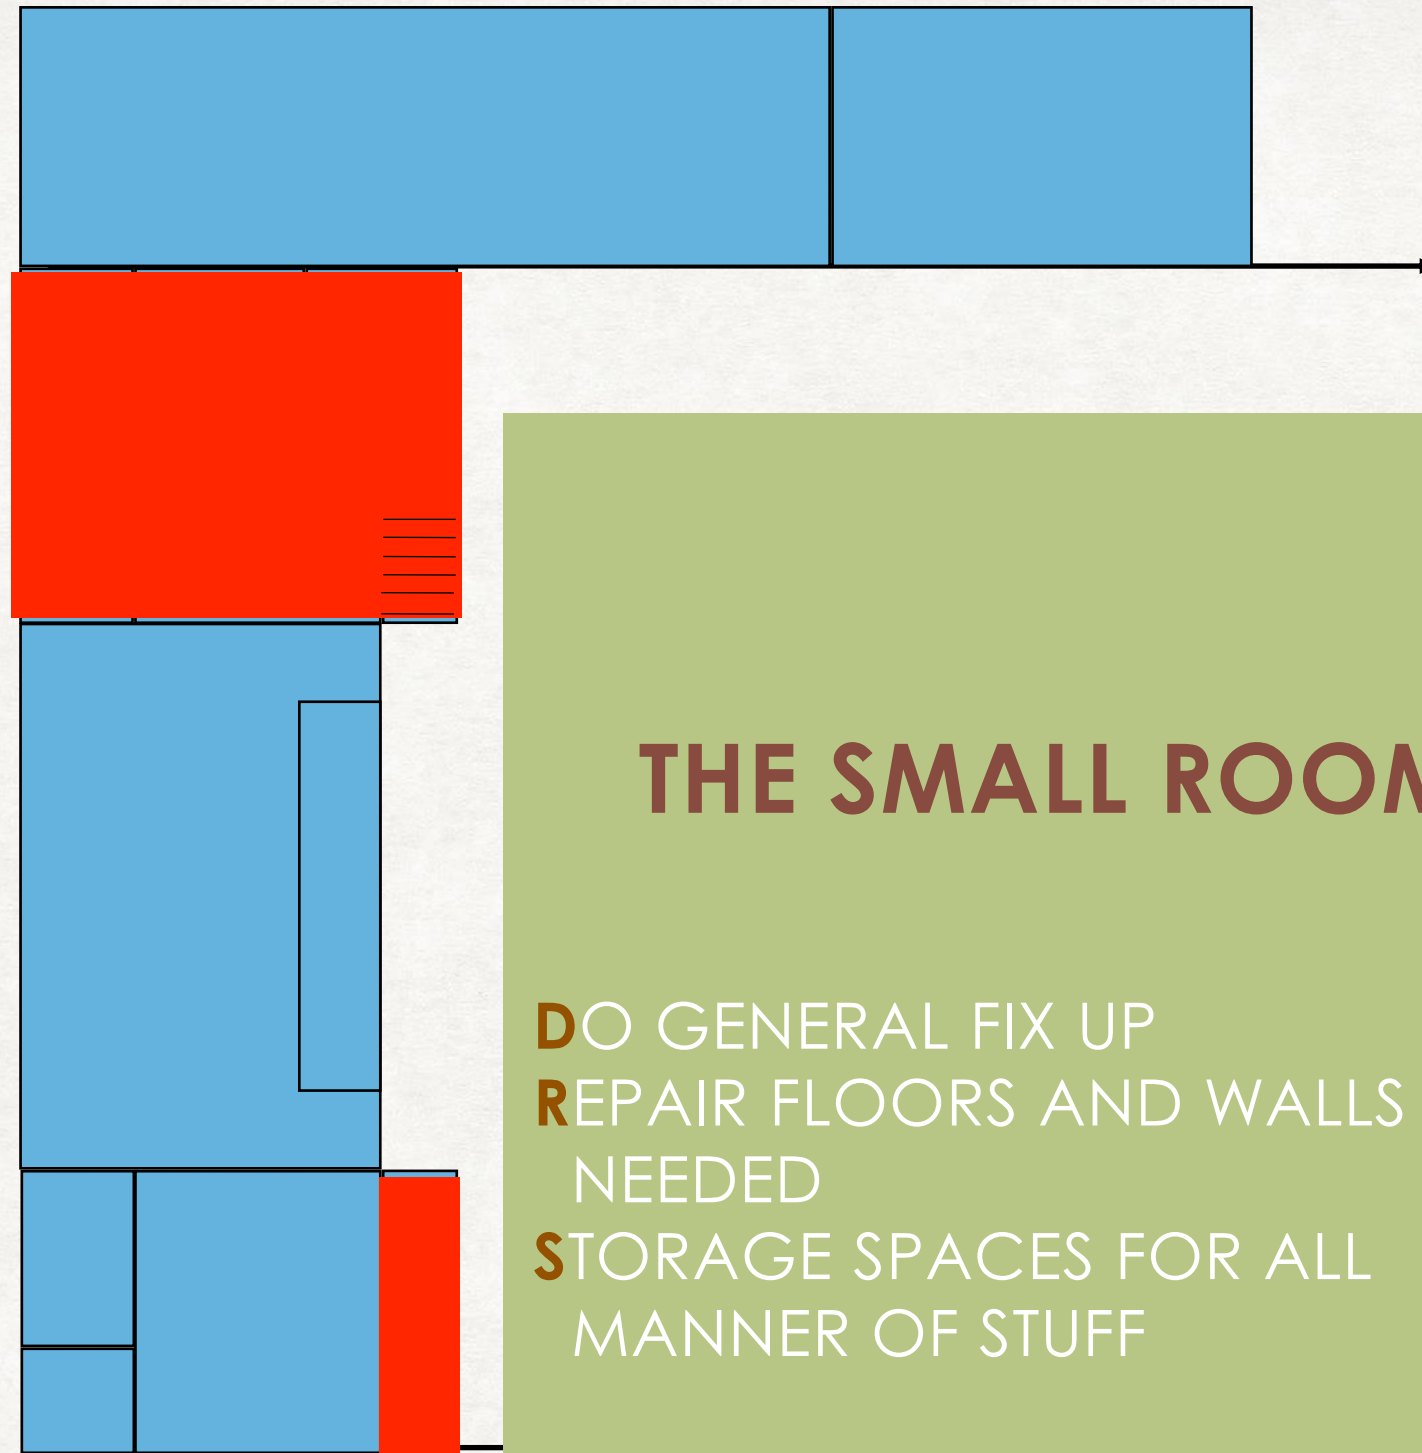 THE SMALL ROOM
DO GENERAL FIX UP
REPAIR FLOORS AND WALLS
NEEDED
STORAGE SPACES FOR ALL
MANNER OF STUFF